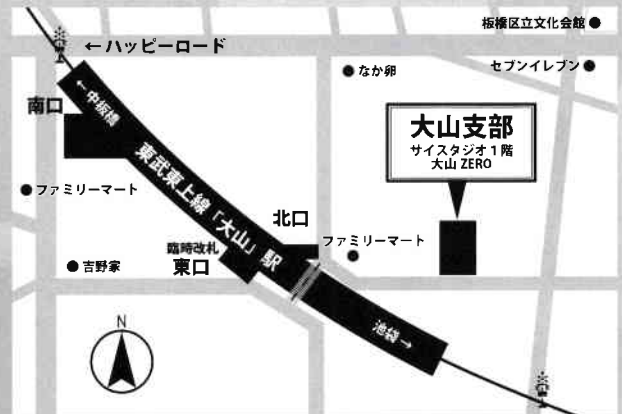 板橋区立文化会館
←ハッピーロード
セブンイレブン
なか卯
←中板橋
南口
大山支部
サイスタジオ1階
大山 ZERO
東武東上線「大山」駅
ファミリーマート
北口
ファミリーマート
臨時改札
東口
吉野家
池袋→
N